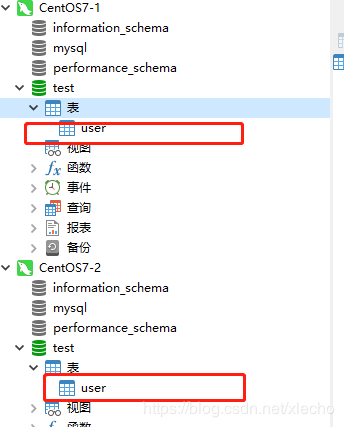 CentOS7-1
information_schema
mysql
performance_schema
test
表
user
视图
函数
事件
查询
报表
备份
CentOS7-2
information_schema
mysql
performance_schema
test
表
user
视图
函数
https://blog.csdn.net/xlecho